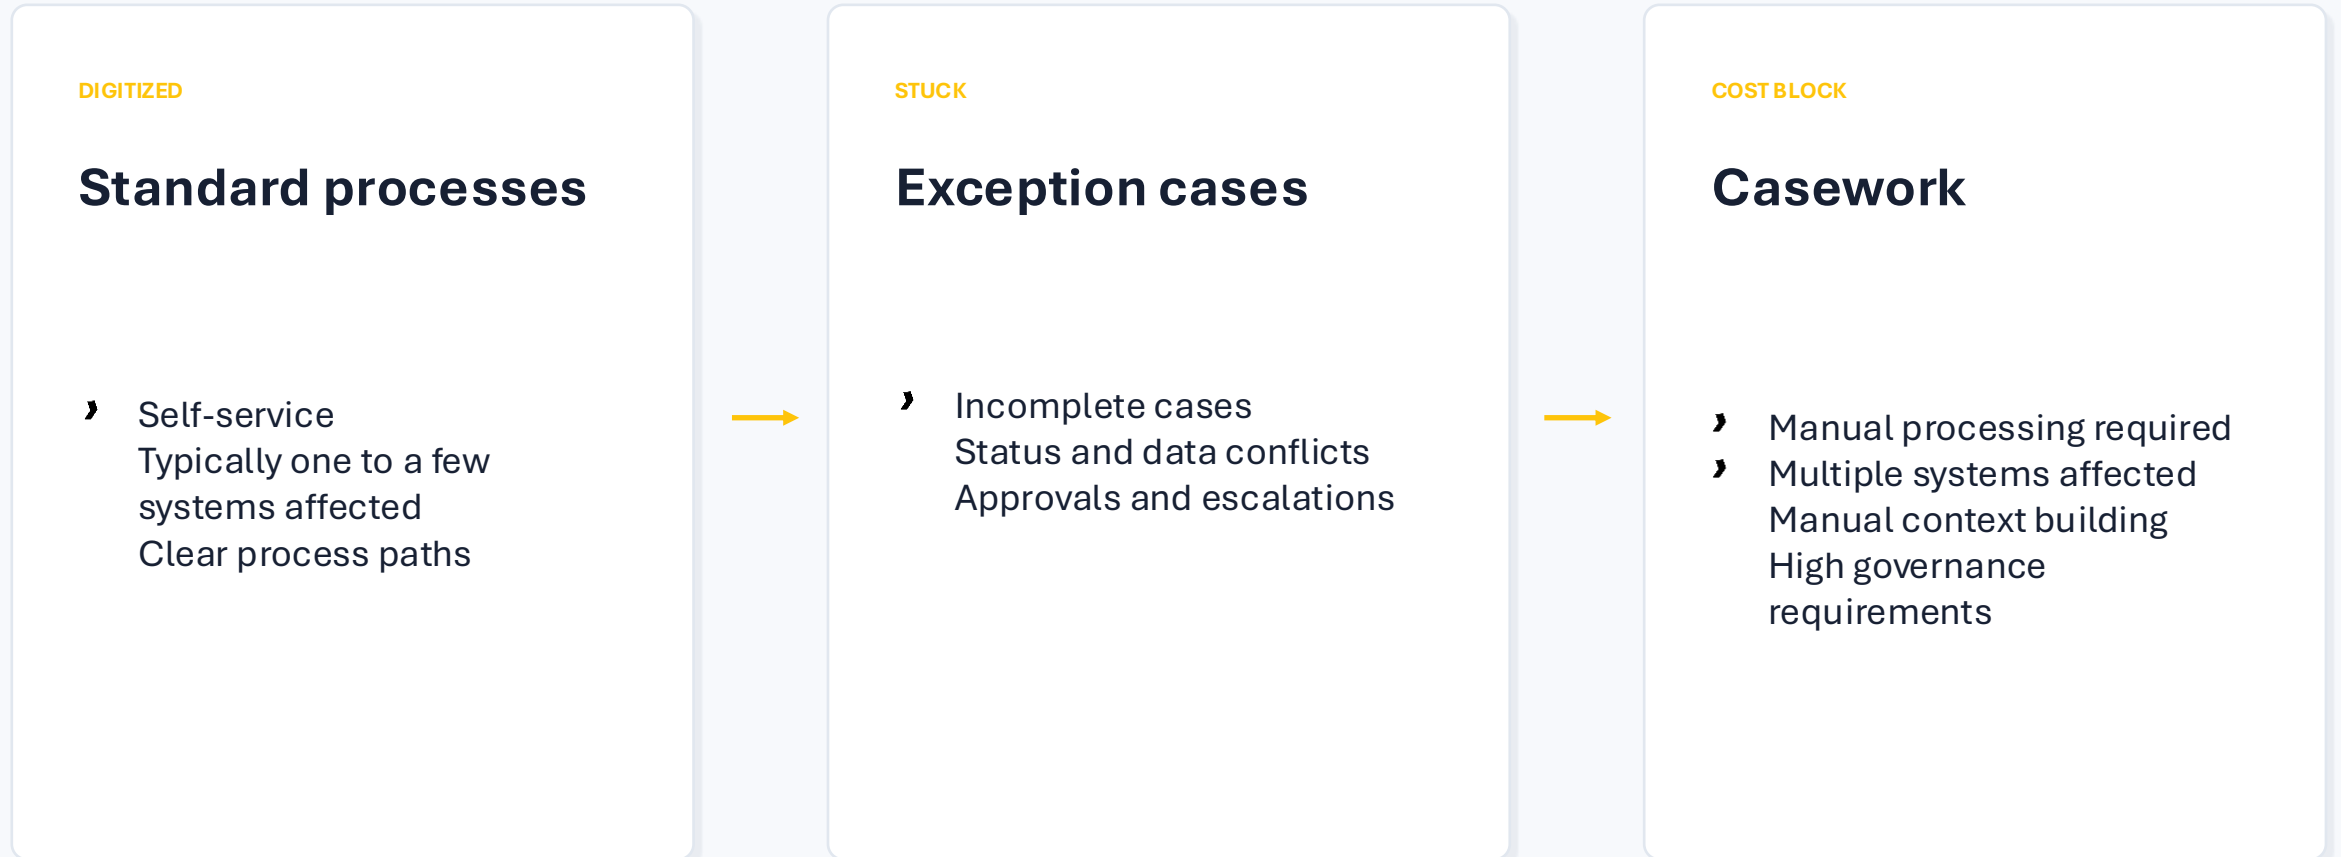 DIGITIZED
Standard processes
› Self-service
Typically one to a few
systems affected
Clear process paths
STUCK
Exception cases
› Incomplete cases
Status and data conflicts
Approvals and escalations
COST BLOCK
Casework
› Manual processing required
› Multiple systems affected
Manual context building
High governance
requirements